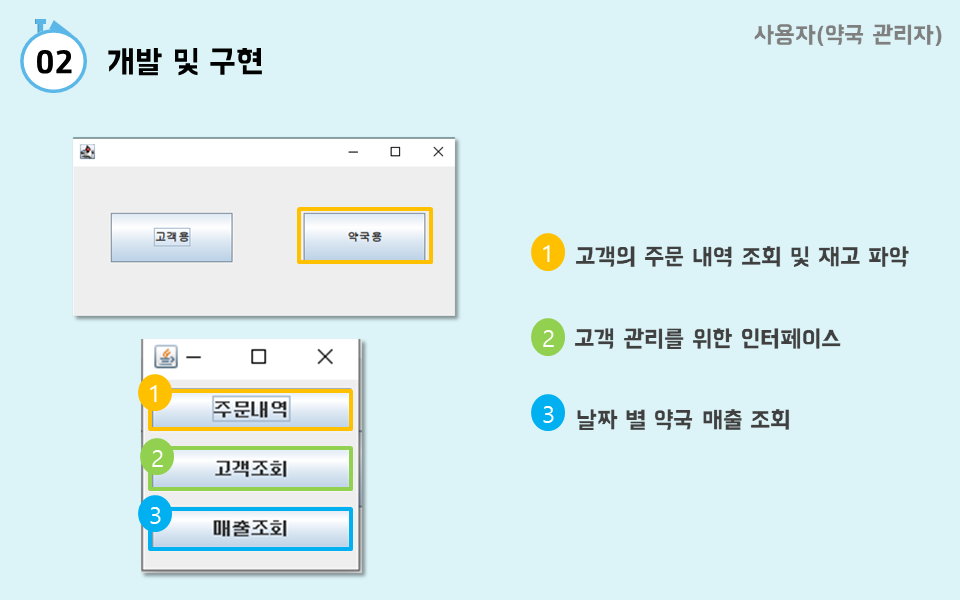 02 개발 및 구현
사용자(약국 관리자)
고객용
약국용
1 주문내역
2 고객조회
3 매출조회
1 고객의 주문 내역 조회 및 재고 파악
2 고객 관리를 위한 인터페이스
3 날짜 별 약국 매출 조회